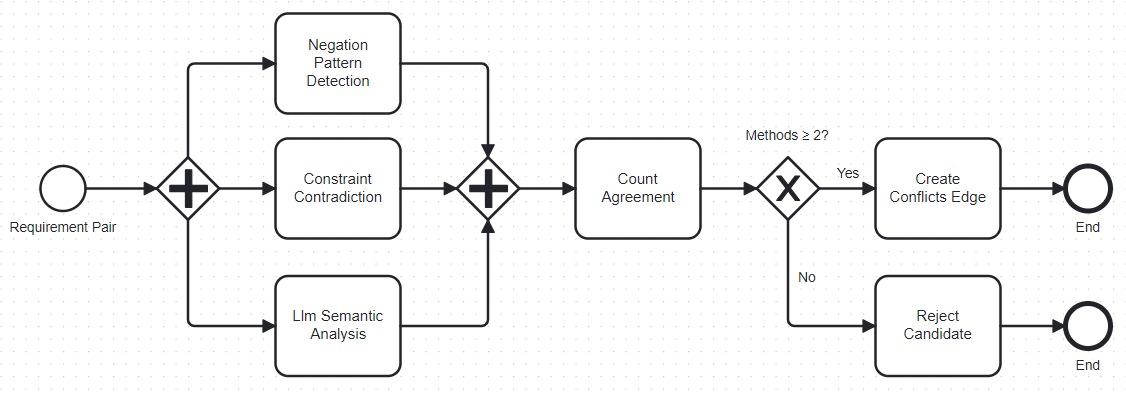 Negation
Pattern
Detection
Requirement Pair
Constraint
Contradiction
Llm Semantic
Analysis
Count
Agreement
Methods ≥ 2?
Yes
No
Create
Conflicts Edge
End
Reject
Candidate
End